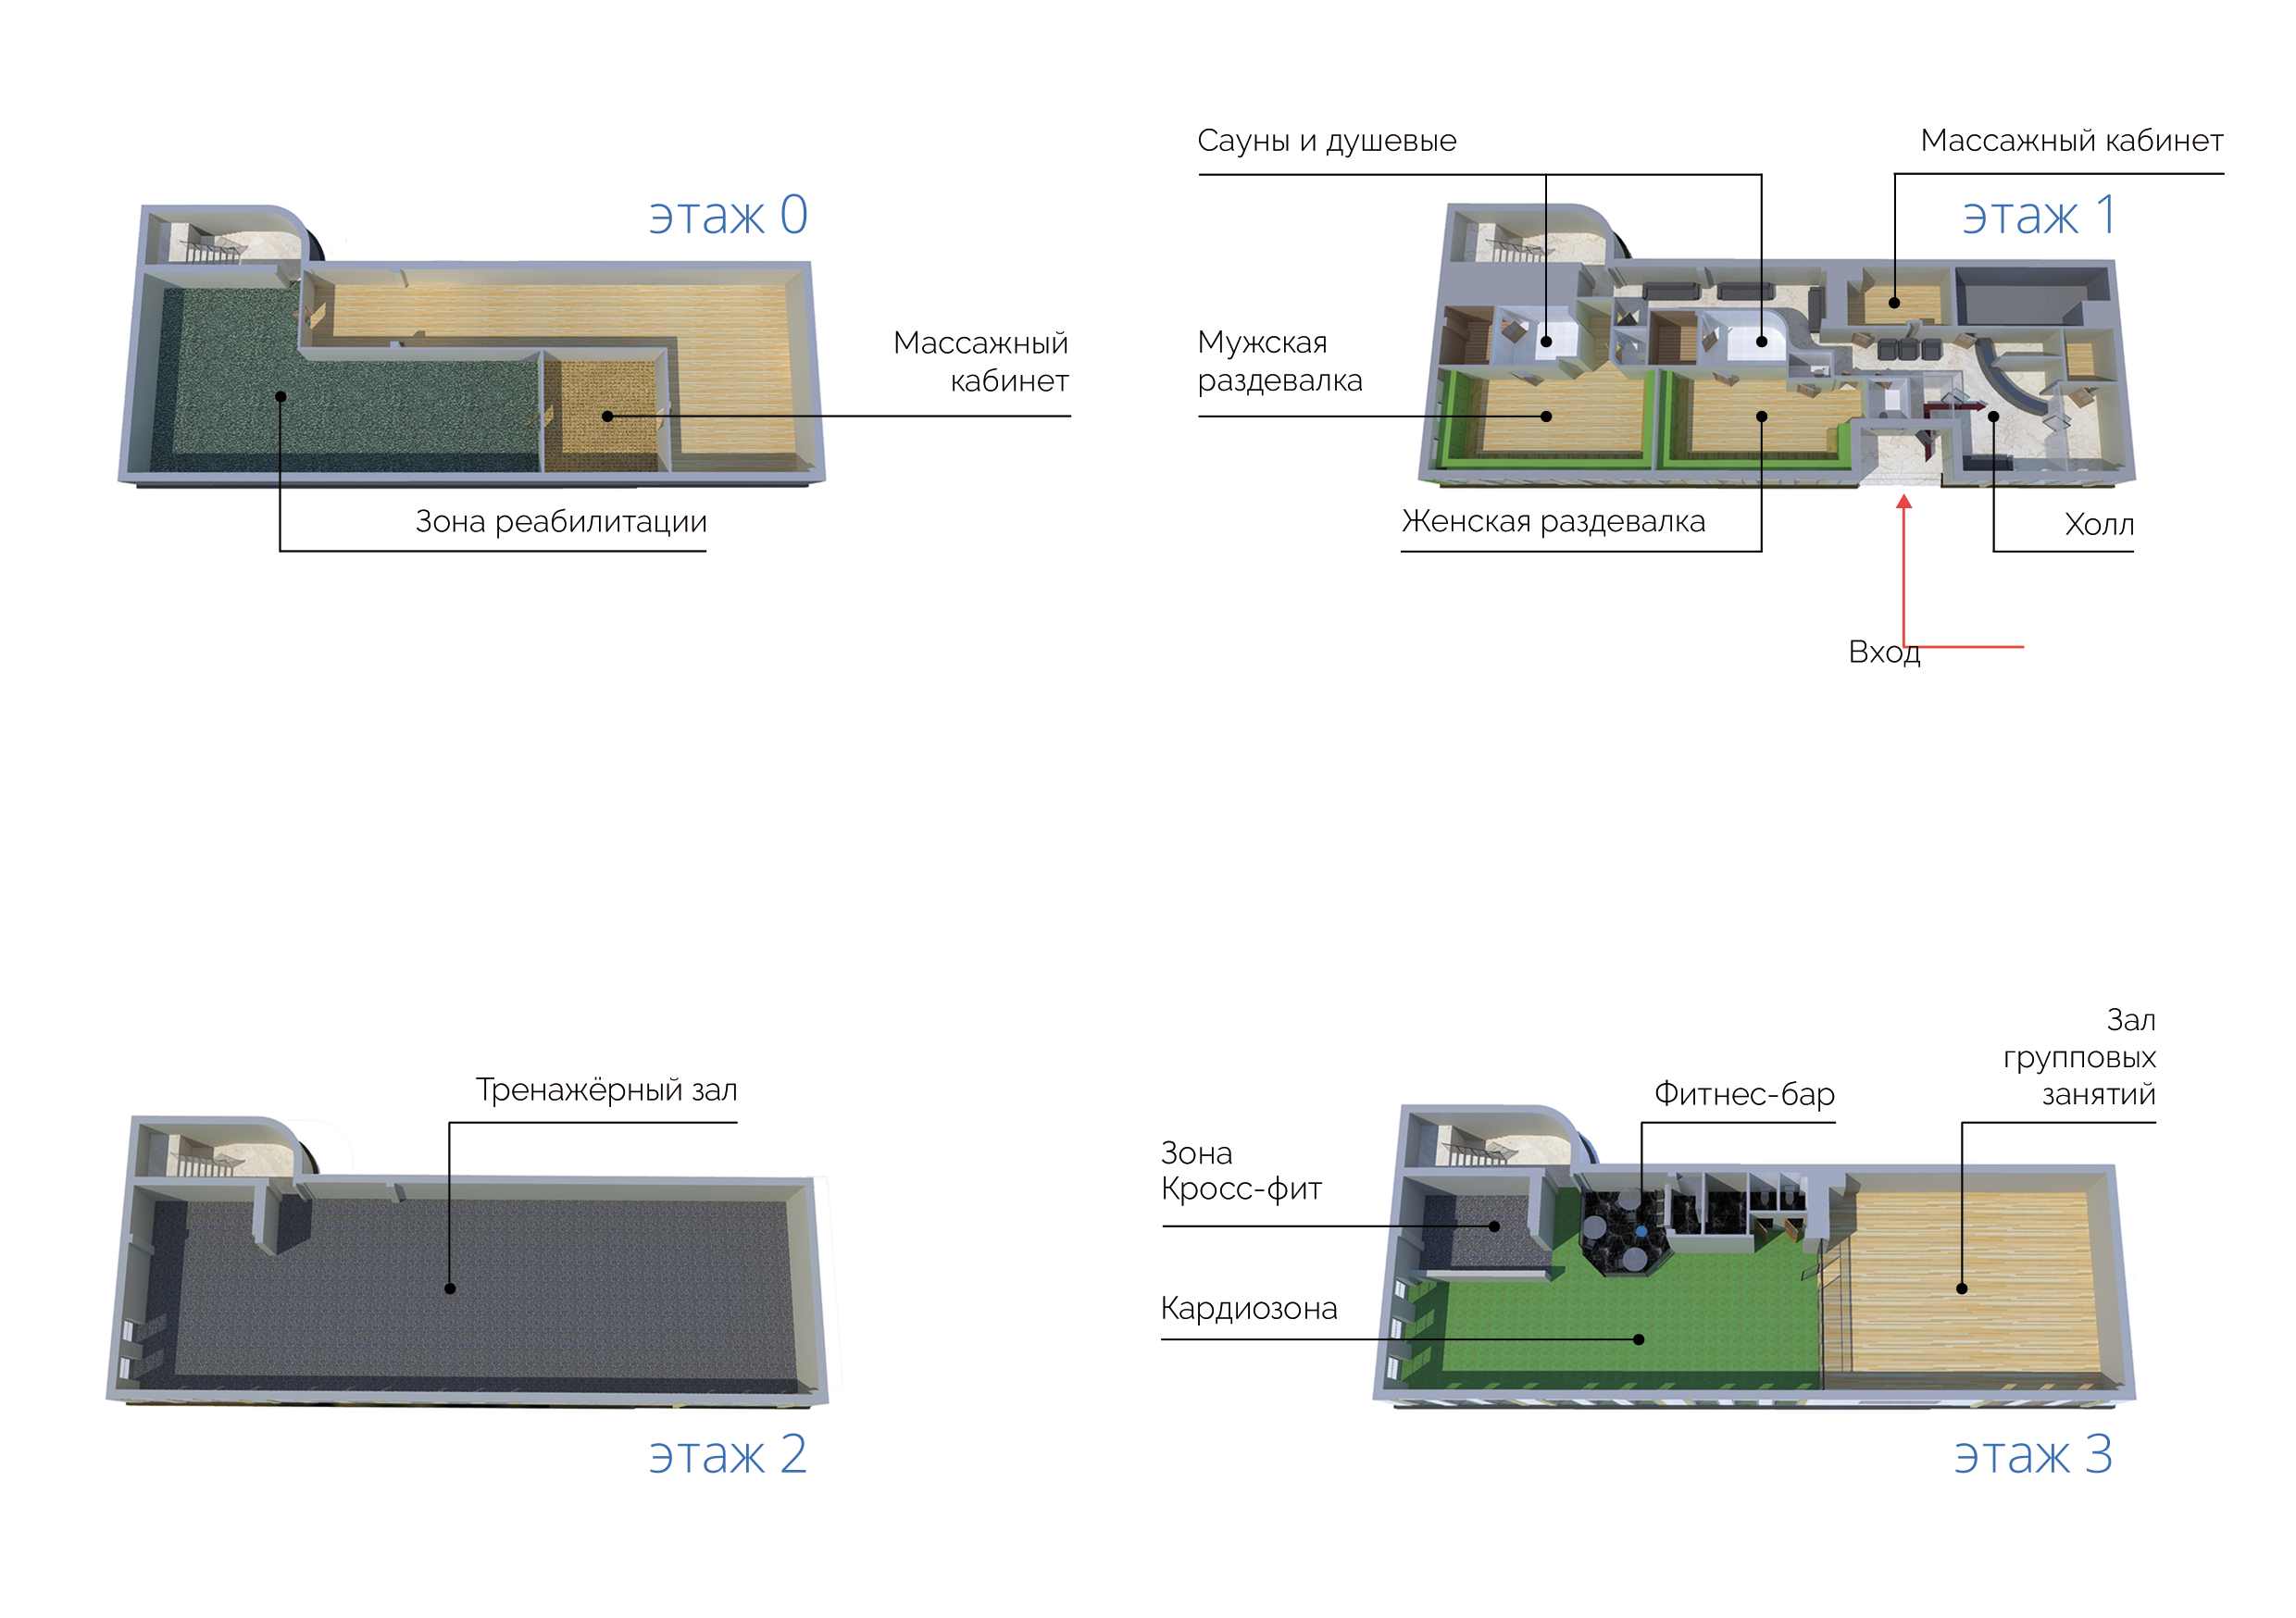 этаж 0
Массажный
кабинет
Зона реабилитации
Сауны и душевые
Массажный кабинет
этаж 1
Мужская
раздевалка
Женская раздевалка
Холл
Вход
Тренажёрный зал
этаж 2
Зал
групповых
занятий
Фитнес-бар
Зона
Кросс-фит
Кардиозона
этаж 3